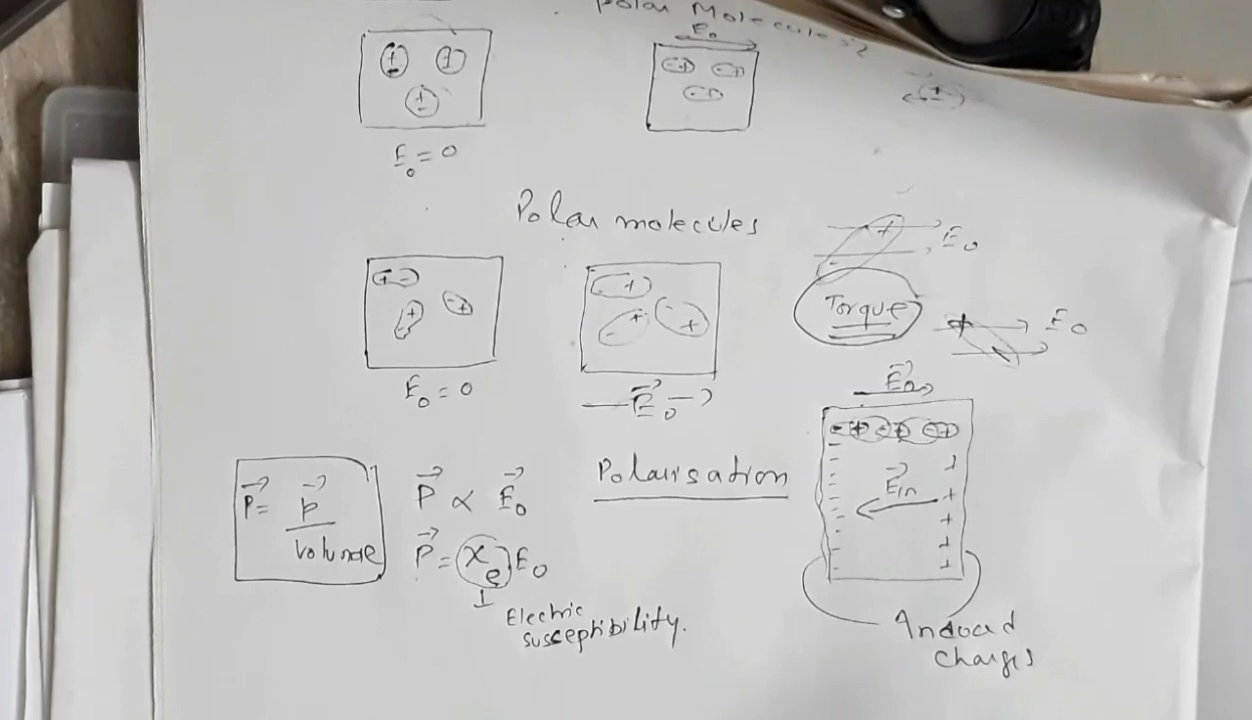 Polar Molecules?
E₀
E₀ = 0
Polar molecules
E₀
Torque
E₀
E₀ = 0
E₀
E₀
P = p / Volume
P ∝ E₀
P = χₑ E₀
Electric
susceptibility.
Polarisation
Ein
Induced
charges